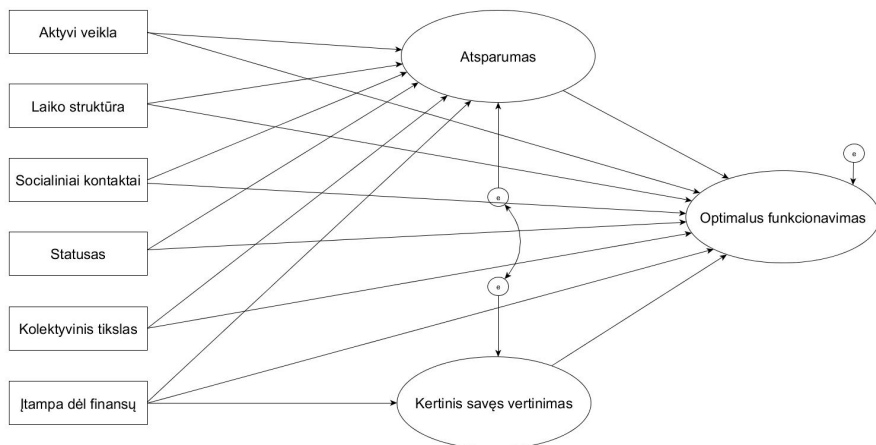 Aktyvi veikla
Atsparumas
Laiko struktūra
e
Socialiniai kontaktai
e
Optimalus funkcionavimas
Statusas
e
Kolektyvinis tikslas
Įtampa dėl finansų
Kertinis savęs vertinimas